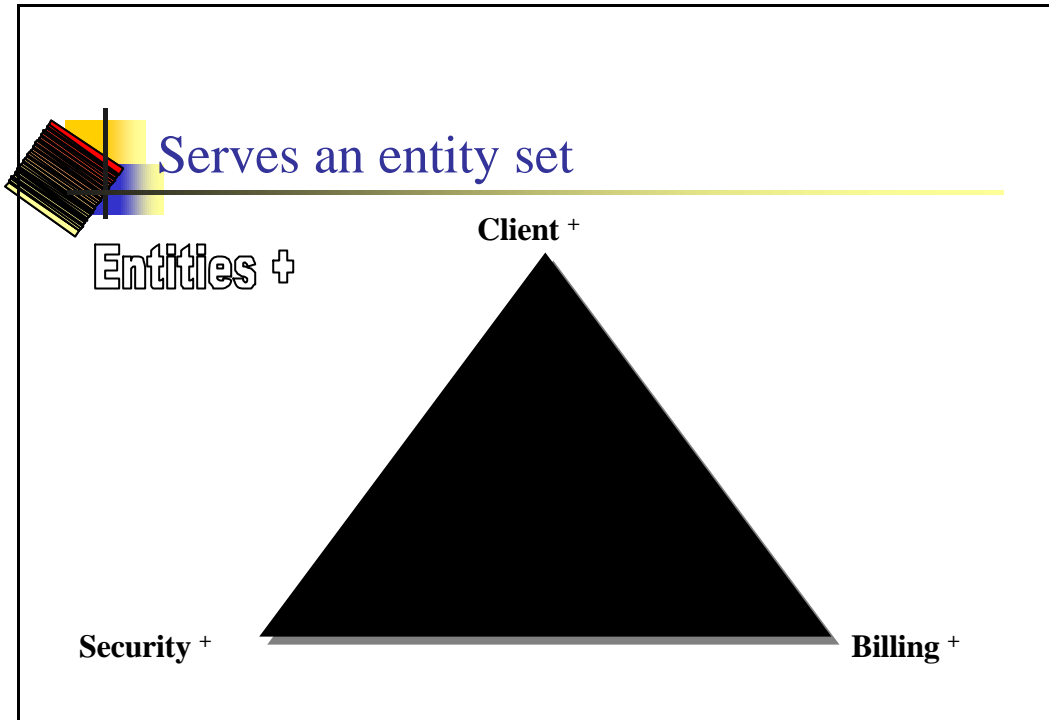 Serves an entity set
Client +
Entities +
Security +
Billing +